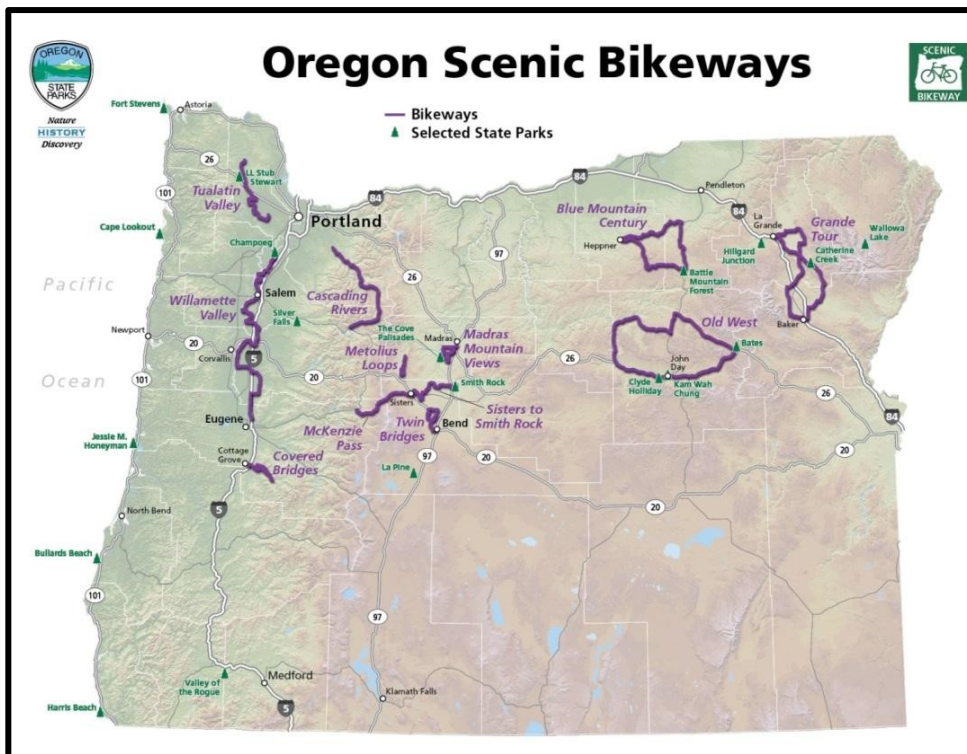 Oregon Scenic Bikeways
OREGON
STATE
PARKS
Nature
HISTORY
Discovery
SCENIC
BIKEWAY
Bikeways
Selected State Parks
Fort Stevens
Astoria
26
LL Stub
Stewart
Tualatin
Valley
101
84
Portland
84
Pendleton
84
Cape Lookout
Champoeg
97
Blue Mountain
Century
Heppner
La
Grande
Grande
Tour
Wallowa
Lake
Hillgard
Junction
Catherine
Creek
Battle
Mountain
Forest
Pacific
Ocean
26
Willamette
Valley
Salem
Silver
Falls
Cascading
Rivers
Newport
20
Corvallis
5
The Cove
Palisades
Madras
Madras
Mountain
Views
Old West
Baker
Bates
26
John
Day
Clyde
Holliday
Kam Wah
Chung
26
Metolius
Loops
20
101
Sisters
Smith Rock
Sisters to
Smith Rock
84
Eugene
McKenzie
Pass
Twin
Bridges
Bend
Jessie M.
Honeyman
Cottage
Grove
Covered
Bridges
97
20
20
La Pine
North Bend
5
20
Bullards Beach
101
97
Valley of
the Rogue
Medford
Klamath Falls
5
Harris Beach